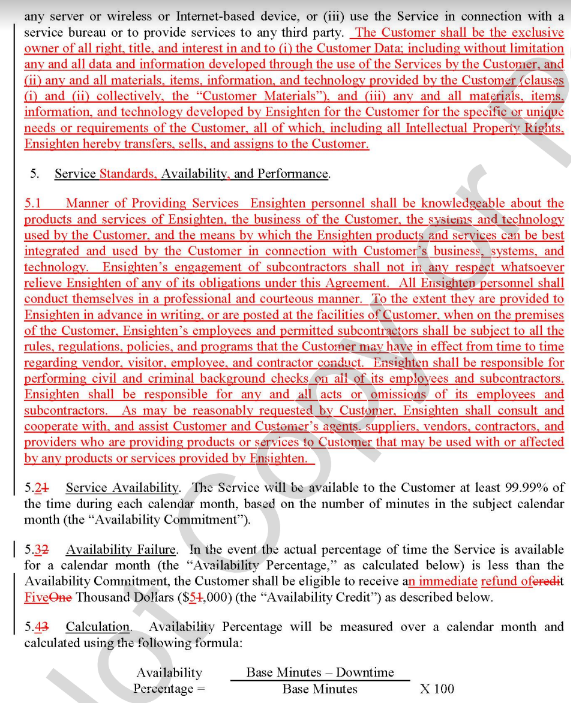 any server or wireless or Internet-based device, or (iii) use the Service in connection with a
service bureau or to provide services to any third party. The Customer shall be the exclusive
owner of all right, title, and interest in and to (i) the Customer Data; including without limitation
any and all data and information developed through the use of the Services by the Customer, and
(ii) any and all materials, items, information, and technology provided by the Customer (clauses
(i) and (ii) collectively, the “Customer Materials”), and (iii) any and all materials, items,
information, and technology developed by Ensighten for the Customer for the specific or unique
needs or requirements of the Customer, all of which, including all Intellectual Property Rights,
Ensighten hereby transfers, sells, and assigns to the Customer.
5. Service Standards, Availability, and Performance.
5.1 Manner of Providing Services Ensighten personnel shall be knowledgeable about the
products and services of Ensighten, the business of the Customer, the systems and technology
used by the Customer, and the means by which the Ensighten products and services can be best
integrated and used by the Customer in connection with Customer’s business, systems, and
technology. Ensighten’s engagement of subcontractors shall not in any respect whatsoever
relieve Ensighten of any of its obligations under this Agreement. All Ensighten personnel shall
conduct themselves in a professional and courteous manner. To the extent they are provided to
Ensighten in advance in writing, or are posted at the facilities of Customer, when on the premises
of the Customer, Ensighten’s employees and permitted subcontractors shall be subject to all the
rules, regulations, policies, and programs that the Customer may have in effect from time to time
regarding vendor, visitor, employee, and contractor conduct. Ensighten shall be responsible for
performing civil and criminal background checks on all of its employees and subcontractors.
Ensighten shall be responsible for any and all acts or omissions of its employees and
subcontractors. As may be reasonably requested by Customer, Ensighten shall consult and
cooperate with, and assist Customer and Customer’s agents, suppliers, vendors, contractors, and
providers who are providing products or services to Customer that may be used with or affected
by any products or services provided by Ensighten.
5.21 Service Availability. The Service will be available to the Customer at least 99.99% of
the time during each calendar month, based on the number of minutes in the subject calendar
month (the “Availability Commitment”).
5.32 Availability Failure. In the event the actual percentage of time the Service is available
for a calendar month (the “Availability Percentage,” as calculated below) is less than the
Availability Commitment, the Customer shall be eligible to receive an immediate refund ofcredit
FiveOne Thousand Dollars ($51,000) (the “Availability Credit”) as described below.
5.43 Calculation. Availability Percentage will be measured over a calendar month and
calculated using the following formula:
Availability Base Minutes – Downtime
Percentage = Base Minutes X 100
not Copy or P